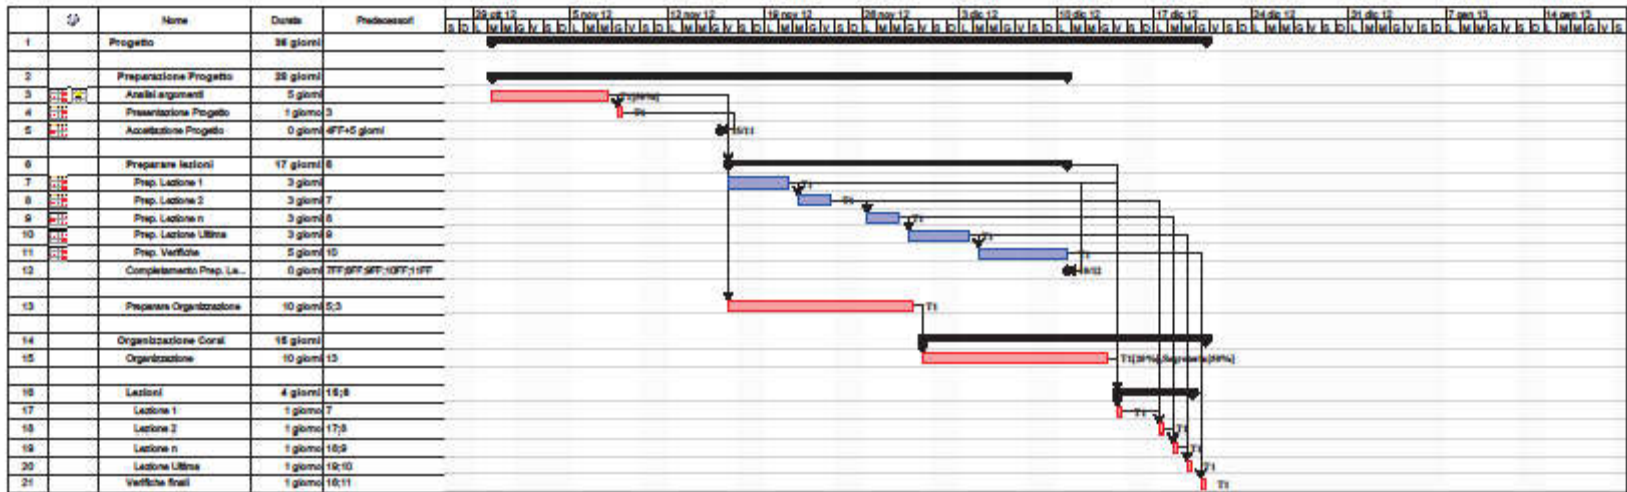 Nome Durata Predecessori 29 ott 12 5 nov 12 12 nov 12 19 nov 12 26 nov 12 3 dic 12 10 dic 12 17 dic 12 24 dic 12 31 dic 12 7 gen 13 14 gen 13
S D L M M G V S D L M M G V S D L M M G V S D L M M G V S D L M M G V S D L M M G V S D L M M G V S D L M M G V S D L M M G V S D L M M G V S D L M M G V S D L M M G V S
1 Progetto 38 giorni
2 Preparazione Progetto 28 giorni
3 Analisi argomenti 5 giorni
4 Presentazione Progetto 1 giorno 3 T1
5 Accettazione Progetto 0 giorni 4FF+5 giorni 15/11
6 Preparare lezioni 17 giorni
7 Prep. Lezione 1 3 giorni T1
8 Prep. Lezione 2 3 giorni 7 T1
9 Prep. Lezione n 3 giorni 8 T1
10 Prep. Lezione Ultima 3 giorni 9 T1
11 Prep. Verifiche 5 giorni 10 T1
12 Completamento Prep. Le... 0 giorni 7FF;8FF;9FF;10FF;11FF
13 Preparare Organizzazione 10 giorni 5;3 T1
14 Organizzazione Corsi 15 giorni
15 Organizzazione 10 giorni 13
16 Lezioni 4 giorni 15;6
17 Lezione 1 1 giorno 7 T1
18 Lezione 2 1 giorno 17;8 T1
19 Lezione n 1 giorno 18;9 T1
20 Lezione Ultima 1 giorno 19;10 T1
21 Verifiche finali 1 giorno T1